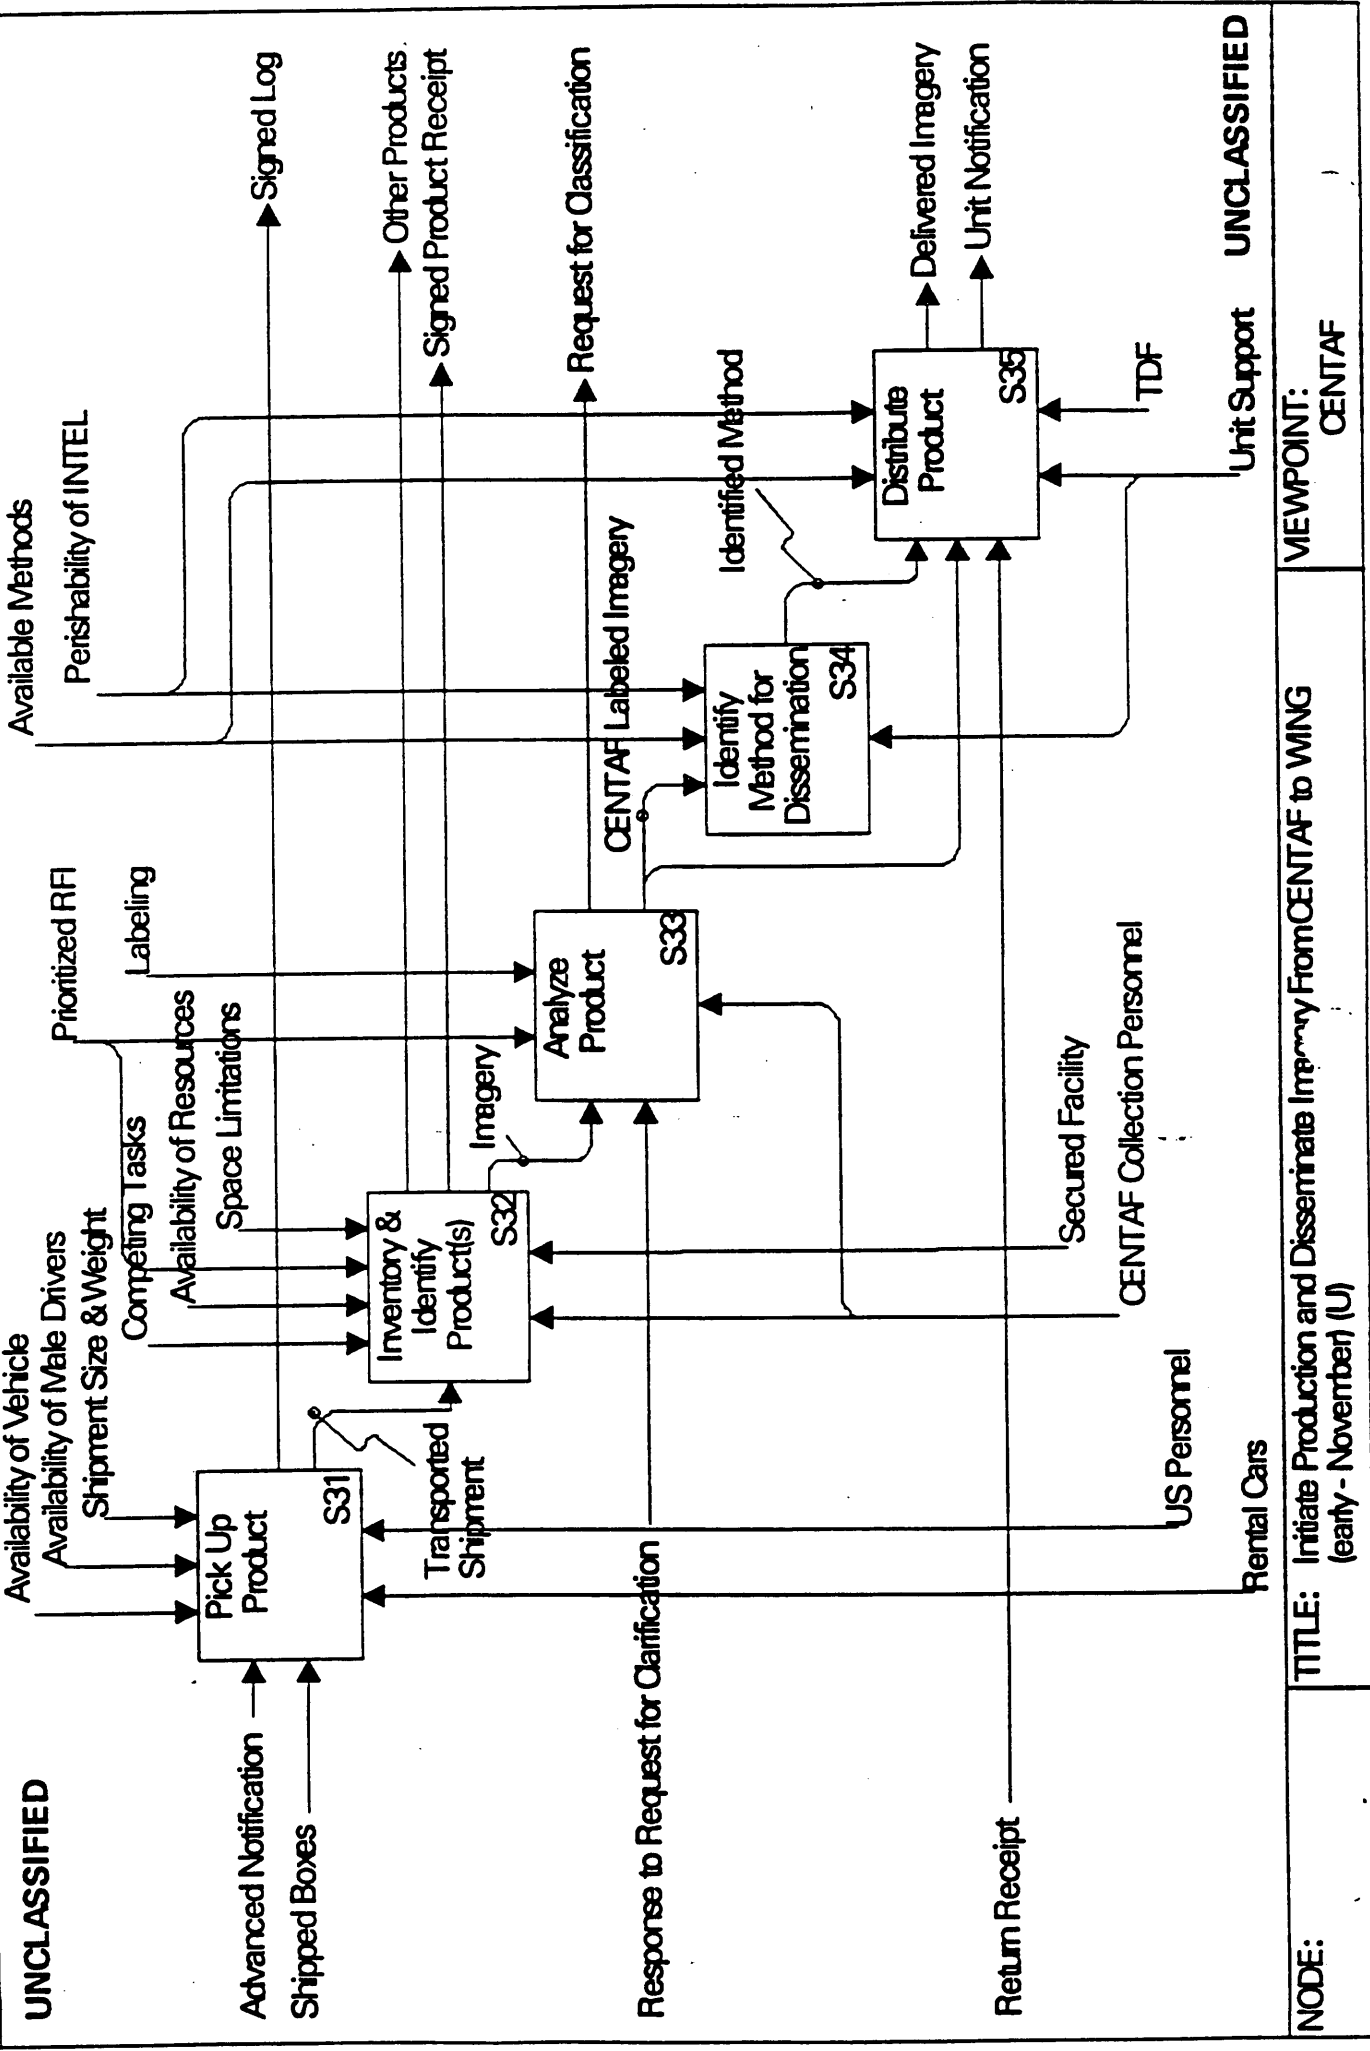 UNCLASSIFIED
Availability of Vehicle
Availability of Male Drivers
Shipment Size & Weight
Competing Tasks
Availability of Resources
Space Limitations
Prioritized RFI
Labeling
Available Methods
Perishability of INTEL
Signed Log
Other Products
Signed Product Receipt
Request for Classification
Advanced Notification
Shipped Boxes
Pick Up
Product
S31
Transported
Shipment
Inventory &
Identify
Product(s)
S32
Imagery
Analyze
Product
S33
CENTAF Labeled Imagery
Identify
Method for
Dissemination
S34
Identified Method
Distribute
Product
S35
Delivered Imagery
Unit Notification
Response to Request for Clarification
Return Receipt
Secured Facility
CENTAF Collection Personnel
US Personnel
Rental Cars
TDF
Unit Support
UNCLASSIFIED
NODE:
TITLE: Initiate Production and Disseminate Imagery From CENTAF to WING
(early - November) (U)
VIEWPOINT:
CENTAF